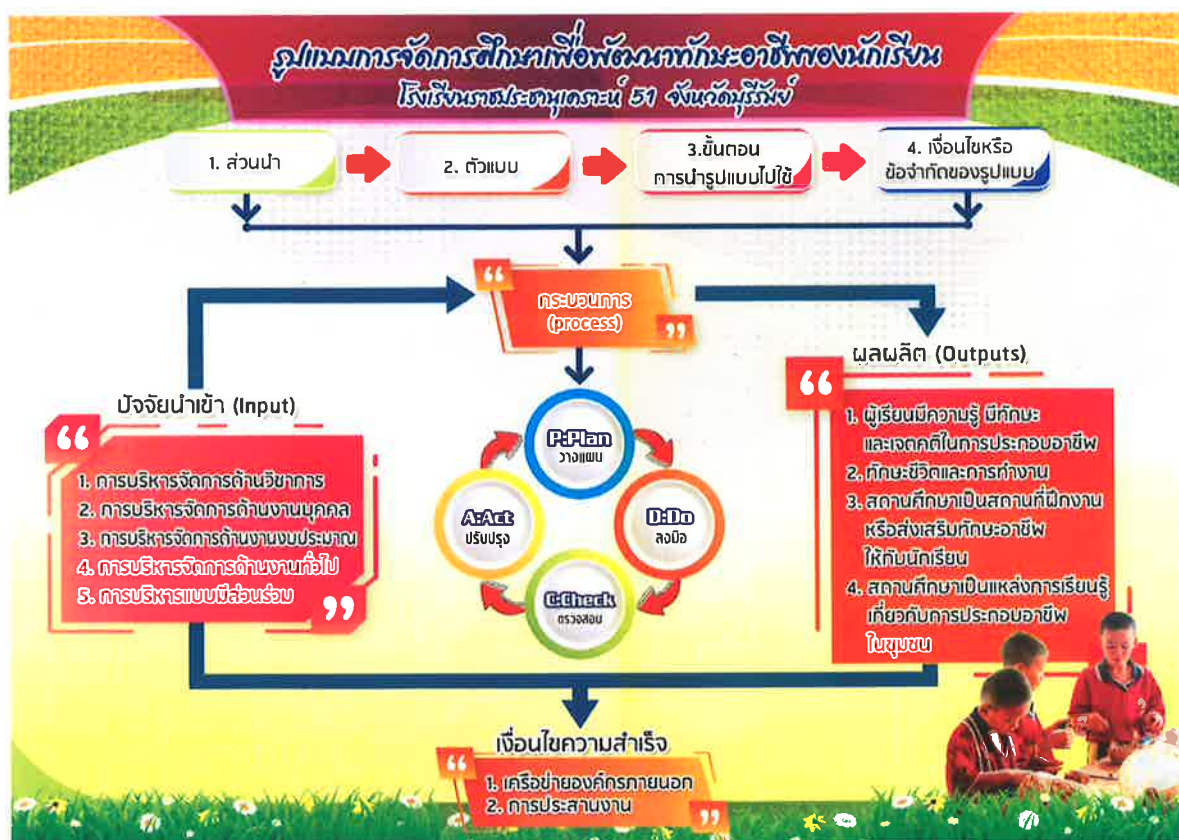 รูปแบบการจัดการศึกษาเพื่อพัฒนาทักษะอาชีพของนักเรียน
โรงเรียนราชประชานุเคราะห์ 51 จังหวัดบุรีรัมย์
1. ส่วนนำ
2. ตัวแบบ
3.ขั้นตอน
การนำรูปแบบไปใช้
4. เงื่อนไขหรือ
ข้อจำกัดของรูปแบบ
กระบวนการ
(process)
ปัจจัยนำเข้า (Input)
1. การบริหารจัดการด้านวิชาการ
2. การบริหารจัดการด้านงานบุคคล
3. การบริหารจัดการด้านงานงบประมาณ
4. การบริหารจัดการด้านงานทั่วไป
5. การบริหารแบบมีส่วนร่วม
P:Plan
วางแผน
D:Do
ลงมือ
C:Check
ตรวจสอบ
A:Act
ปรับปรุง
ผลผลิต (Outputs)
1. ผู้เรียนมีความรู้ มีทักษะ
และเจตคติในการประกอบอาชีพ
2. ทักษะชีวิตและการทำงาน
3. สถานศึกษาเป็นสถานที่ฝึกงาน
หรือส่งเสริมทักษะอาชีพ
ให้กับนักเรียน
4. สถานศึกษาเป็นแหล่งการเรียนรู้
เกี่ยวกับการประกอบอาชีพ
ในชุมชน
เงื่อนไขความสำเร็จ
1. เครือข่ายองค์กรภายนอก
2. การประสานงาน